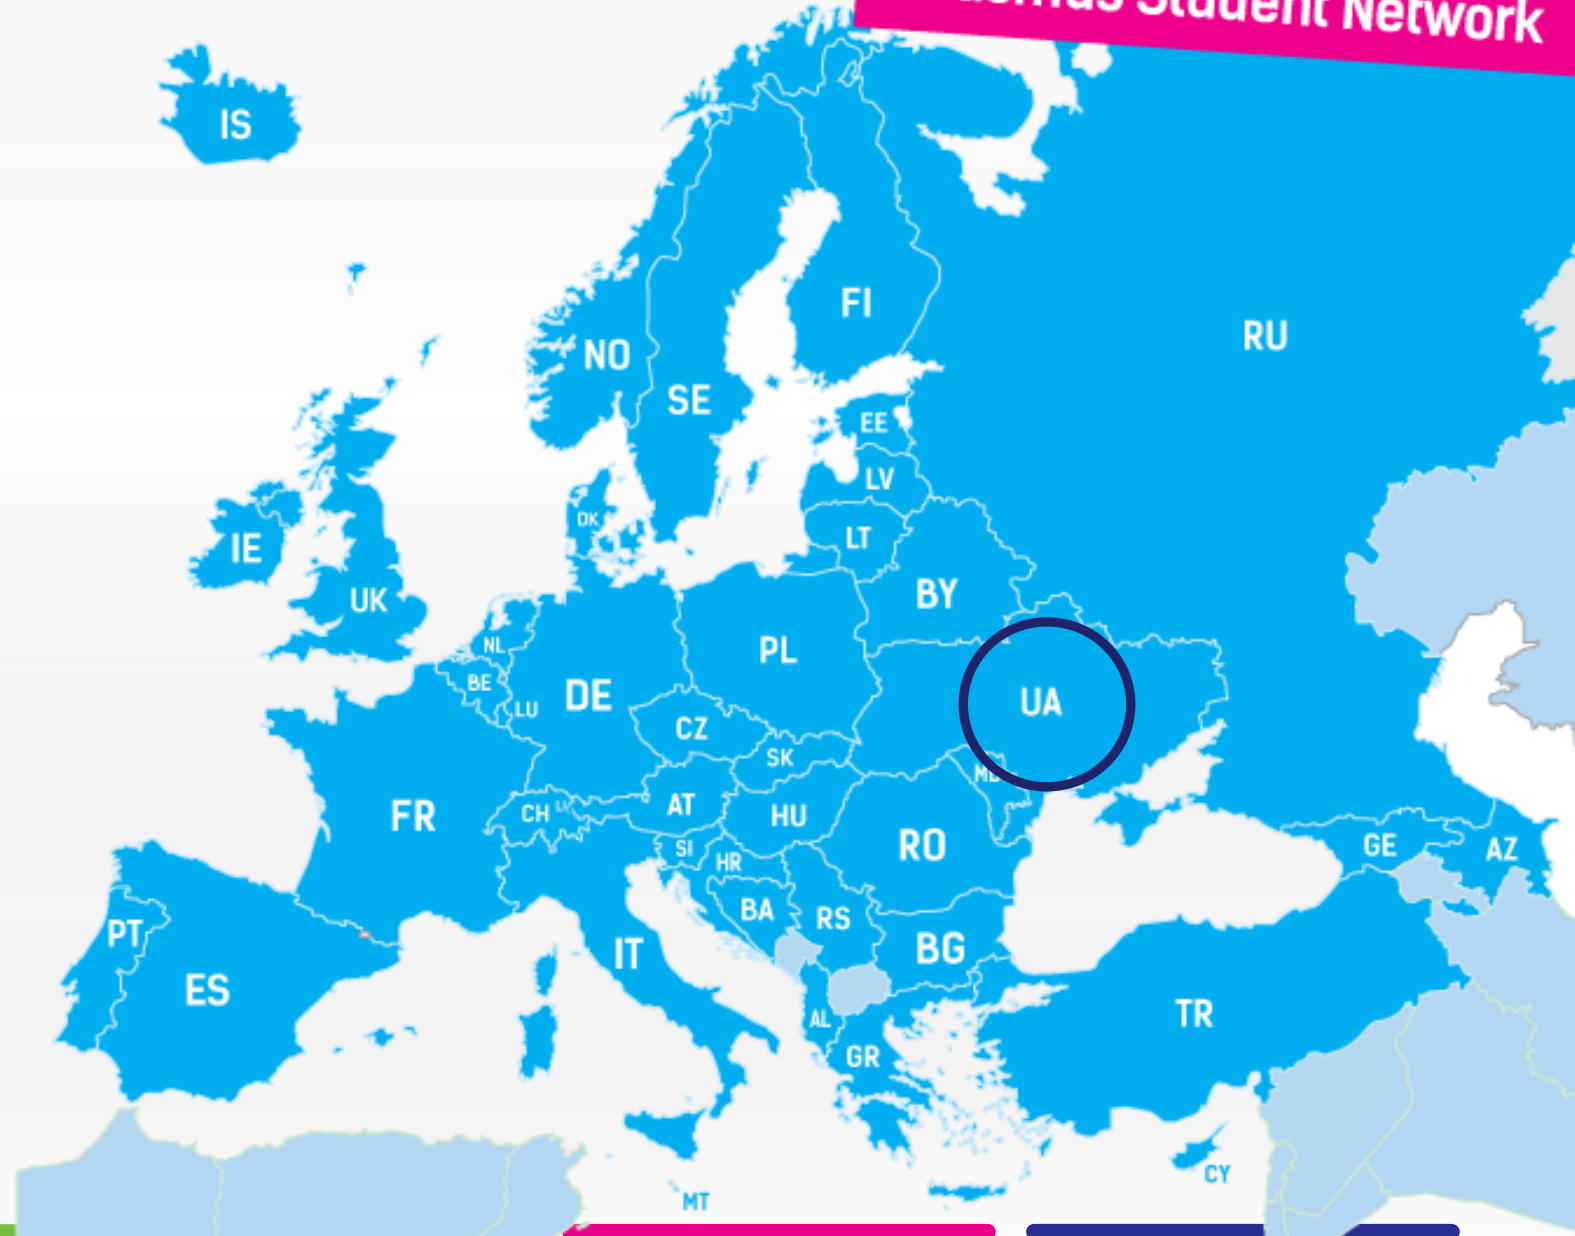 Student Network
IS
FI
RU
NO
SE
EE
LV
DK
LT
IE
BY
UK
NL
PL
BE
DE
UA
LU
CZ
SK
MD
AT
FR
CH
LI
HU
RO
GE
AZ
SI
HR
BA
RS
PT
BG
IT
ES
TR
AL
GR
CY
MT